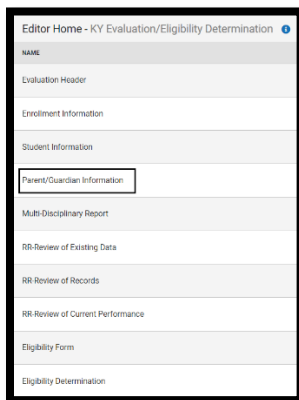 Editor Home - KY Evaluation/Eligibility Determination
NAME
Evaluation Header
Enrollment Information
Student Information
Parent/Guardian Information
Multi-Disciplinary Report
RR-Review of Existing Data
RR-Review of Records
RR-Review of Current Performance
Eligibility Form
Eligibility Determination